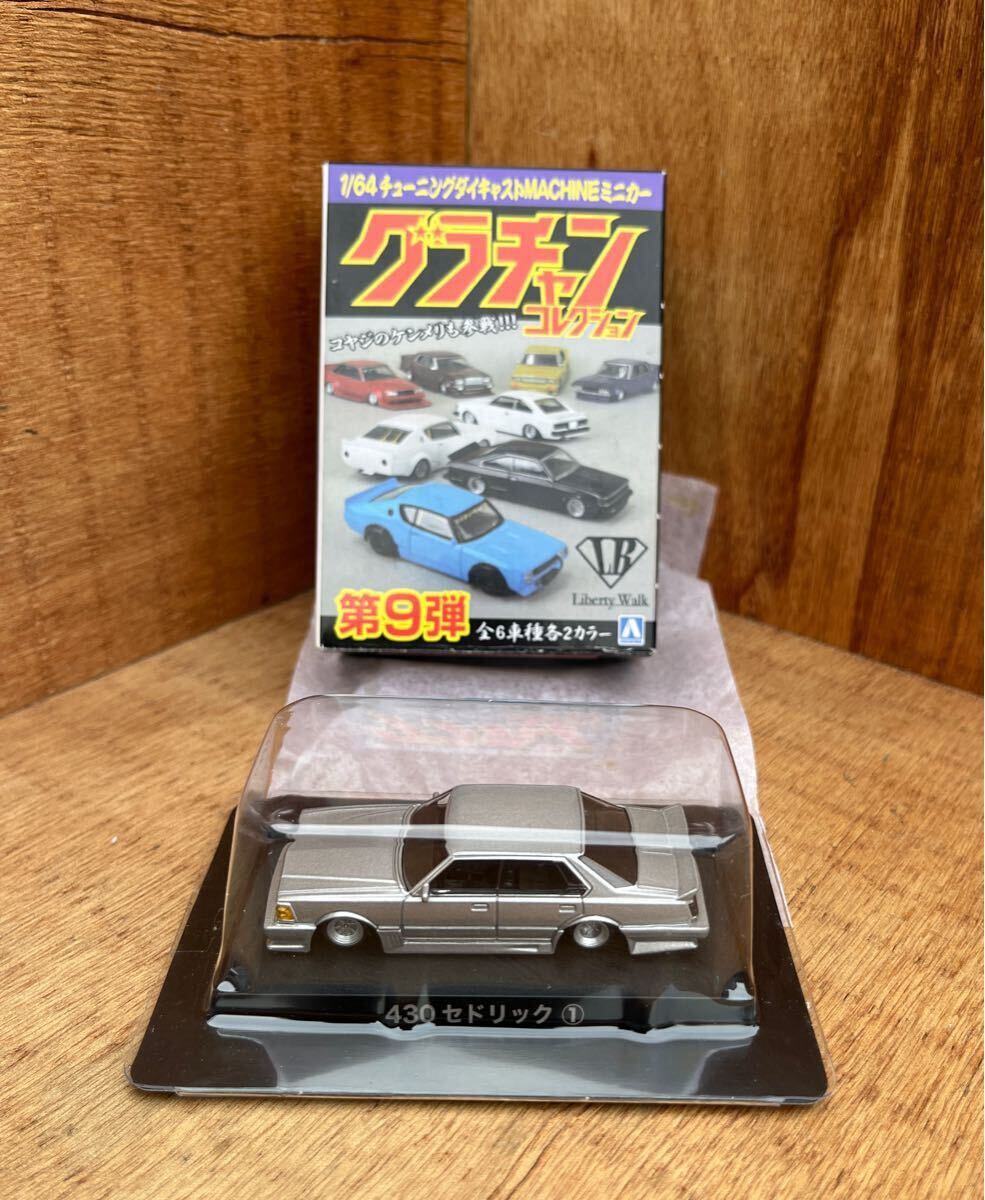 1/64チューニングダイキャストMACHINEミニカー
グラチャン
コレクション
コヤジのケンメリも参戦!!!
LB
Liberty Walk
第9弾
全6車種各2カラー
430 セドリック ①